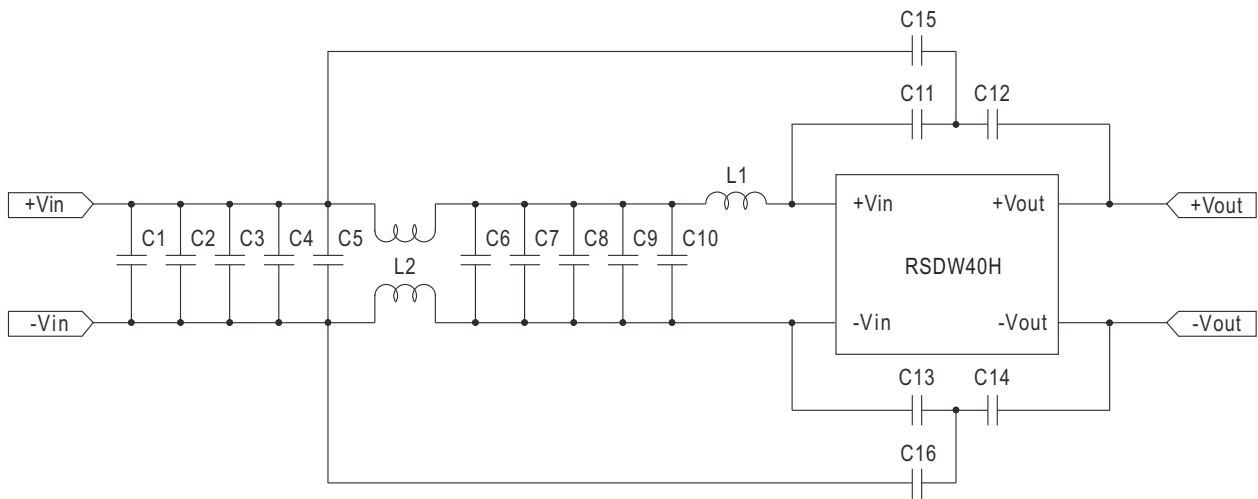 C15
C11 C12
L1
+Vin +Vin +Vout +Vout
C1 C2 C3 C4 C5 C6 C7 C8 C9 C10
L2 RSDW40H
-Vin -Vin -Vout -Vout
C13 C14
C16